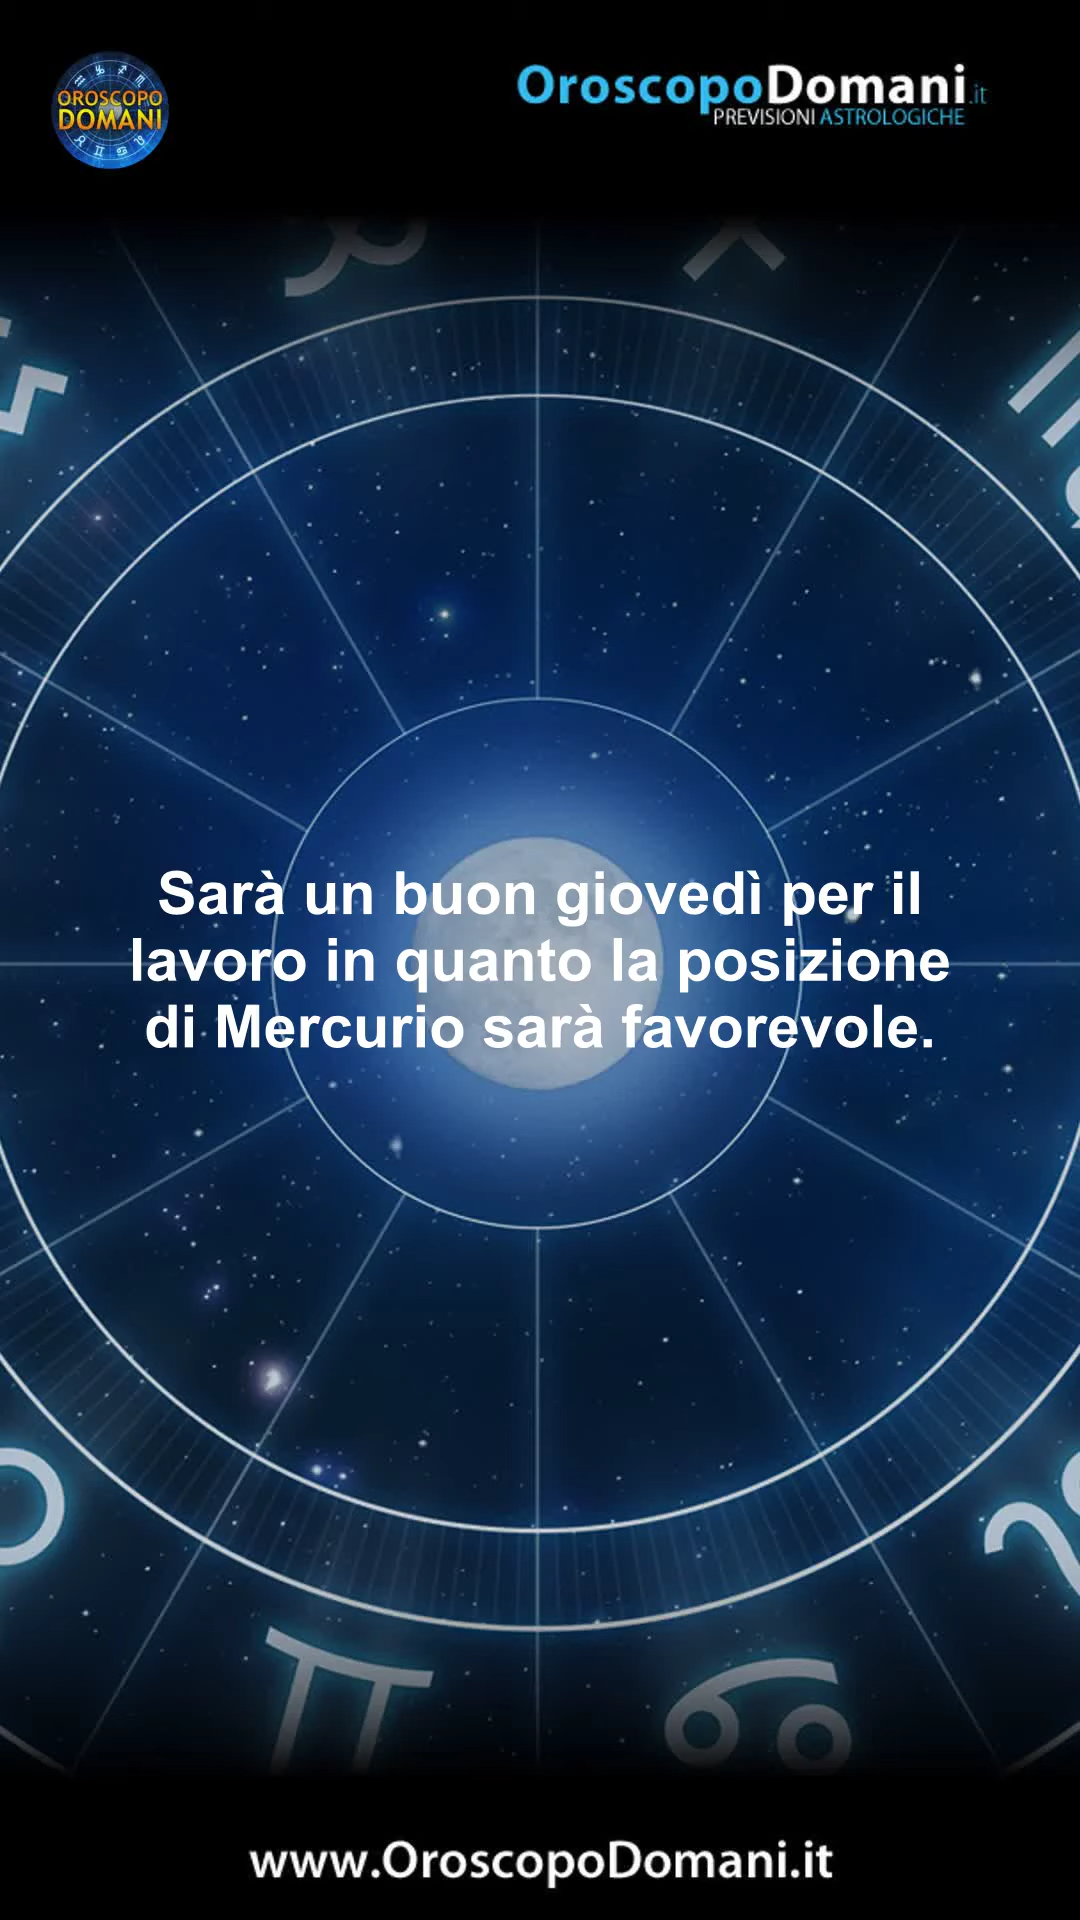 OROSCOPO
DOMANI
OroscopoDomani.it
PREVISIONI ASTROLOGICHE
Sarà un buon giovedì per il
lavoro in quanto la posizione
di Mercurio sarà favorevole.
www.OroscopoDomani.it